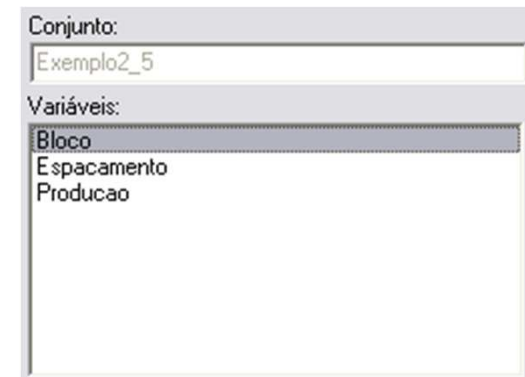 Conjunto:
Exemplo2_5
Variáveis:
Bloco
Espacamento
Producao